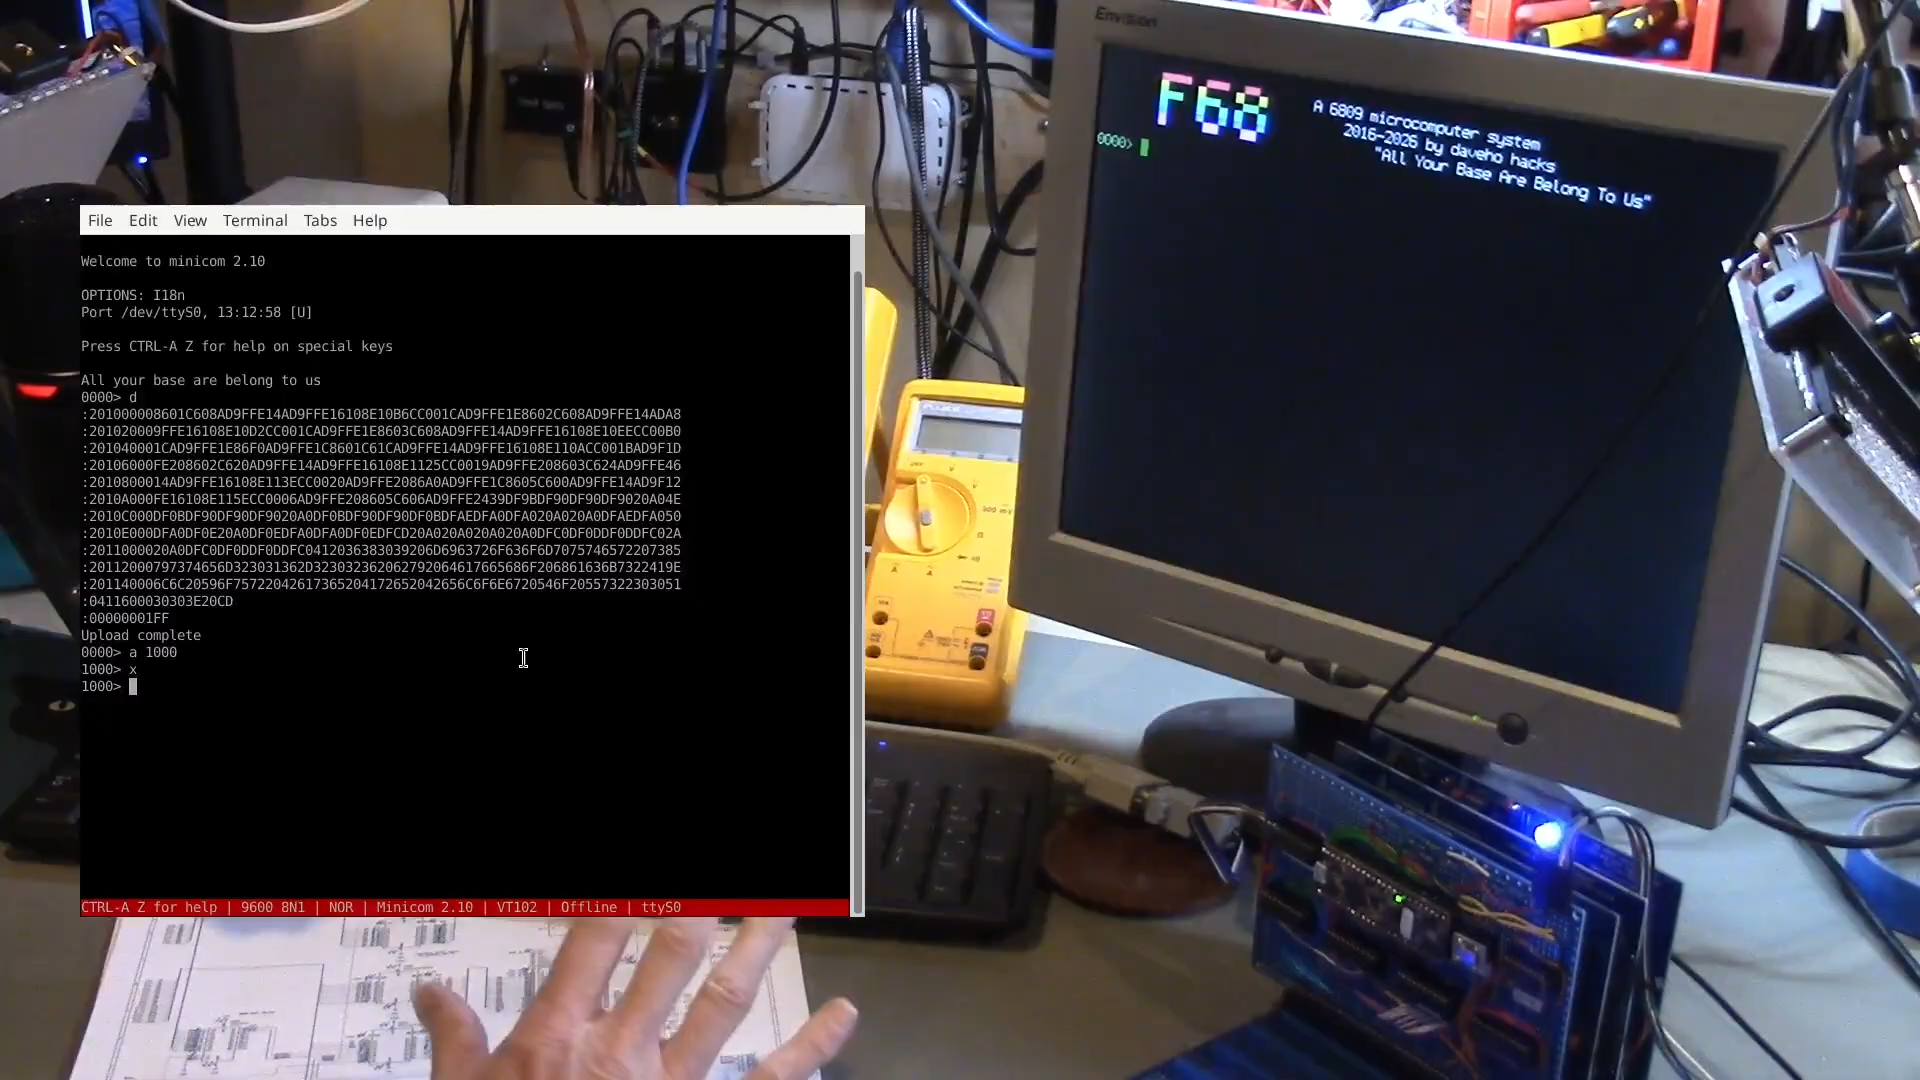 Envision
F68
A 6809 microcomputer system
2016-2026 by daveho hacks
"All Your Base Are Belong To Us"
0000>
File Edit View Terminal Tabs Help
Welcome to minicom 2.10
OPTIONS: I18n
Port /dev/ttyS0, 13:12:58 [U]
Press CTRL-A Z for help on special keys
All your base are belong to us
0000> d
:201000008601C608AD9FFE14AD9FFE16108E10B6CC001CAD9FFE1E8602C608AD9FFE14ADA8
:201020009FFE16108E10D2CC001CAD9FFE1E8603C608AD9FFE14AD9FFE16108E10EECC00B0
:201040001CAD9FFE1E86F0AD9FFE1C8601C61CAD9FFE14AD9FFE16108E110ACC001BAD9F1D
:20106000FE208602C620AD9FFE14AD9FFE16108E1125CC0019AD9FFE208603C624AD9FFE46
:2010800014AD9FFE16108E113ECC0020AD9FFE2086A0AD9FFE1C8605C600AD9FFE14AD9F12
:2010A000FE16108E115ECC0006AD9FFE208605C606AD9FFE2439DF9BDF90DF90DF9020A04E
:2010C000DF0BDF90DF90DF9020A0DF0BDF90DF90DF0BDFAEDFA0DFA020A020A0DFAEDFA050
:2010E000DFA0DF0E20A0DF0EDFA0DFA0DF0EDFCD20A020A020A020A0DFC0DF0DDF0DDFC02A
:2011000020A0DFC0DF0DDF0DDFC0412036383039206D6963726F636F6D7075746572207385
:20112000797374656D323031362D323032362062792064617665686F206861636B7322419E
:201140006C6C20596F75722042617365204172652042656C6F6E6720546F20557322303051
:0411600030303E20CD
:00000001FF
Upload complete
0000> a 1000
1000> x
1000>
CTRL-A Z for help | 9600 8N1 | NOR | Minicom 2.10 | VT102 | Offline | ttyS0
FLUKE